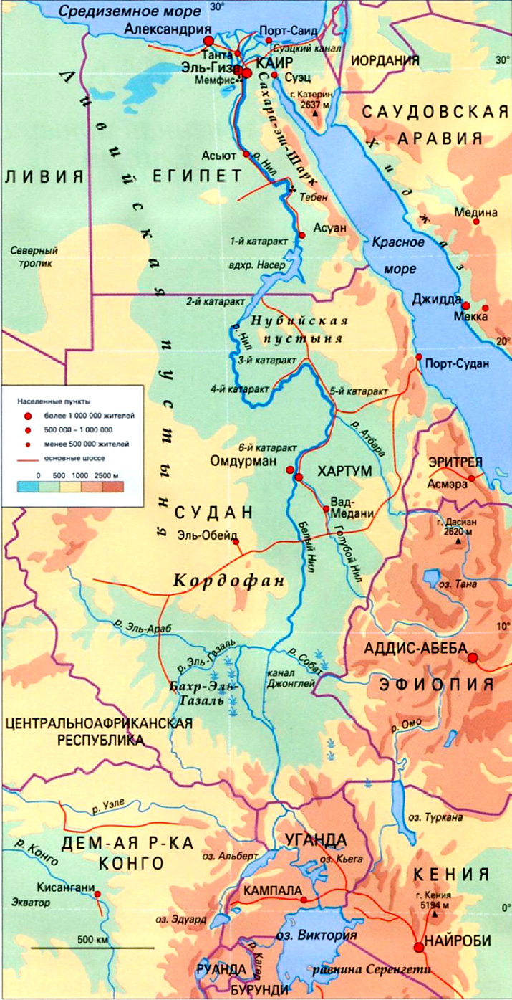 Средиземное море
30°
Александрия
Порт-Саид
Суэцкий канал
Танта
Эль-Гиза
КАИР
Мемфис
Суэц
ИОРДАНИЯ
30°
г. Катерин
2637 м
Ливийская пустыня
Сахара-эш-Шарк
САУДОВСКАЯ
АРАВИЯ
Хиджаз
Асьют
р. Нил
ЛИВИЯ
ЕГИПЕТ
Тебен
Медина
Асуан
1-й катаракт
Красное
море
Северный
тропик
вдхр. Насер
2-й катаракт
Джидда
Мекка
Нубийская
пустыня
р. Нил
20°
3-й катаракт
Порт-Судан
4-й катаракт
5-й катаракт
Населенные пункты
более 1 000 000 жителей
500 000 – 1 000 000
менее 500 000 жителей
основные шоссе
0 500 1000 2500 м
р. Атбара
6-й катаракт
Омдурман
ХАРТУМ
ЭРИТРЕЯ
Асмэра
Вад-
Медани
СУДАН
Эль-Обейд
Белый Нил
Голубой Нил
г. Дасиан
2620 м
Кордофан
оз. Тана
р. Эль-Араб
10°
р. Эль-Газаль
р. Собат
АДДИС-АБЕБА
канал
Джонглей
Бахр-Эль-
Газаль
ЭФИОПИЯ
ЦЕНТРАЛЬНОАФРИКАНСКАЯ
РЕСПУБЛИКА
р. Омо
р. Уэле
оз. Туркана
р. Конго
ДЕМ-АЯ Р-КА
КОНГО
УГАНДА
оз. Альберт
оз. Кьега
КЕНИЯ
Кисангани
КАМПАЛА
г. Кения
5194 м
Экватор
0°
оз. Эдуард
500 км
оз. Виктория
НАЙРОБИ
р. Кагер
РУАНДА
равнина Серенгети
БУРУНДИ